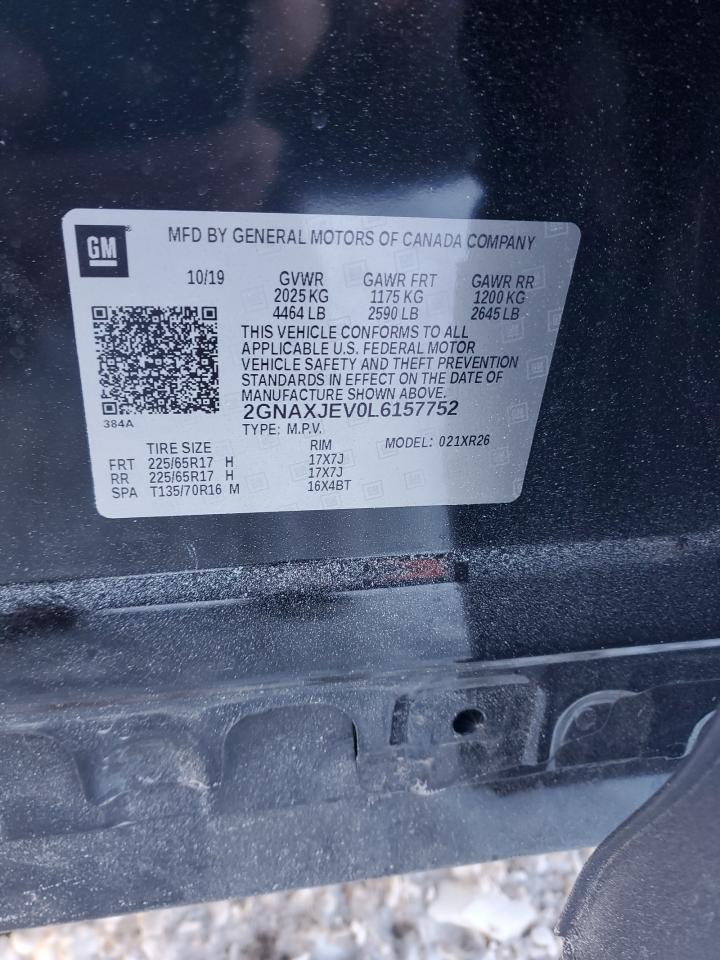 GM
MFD BY GENERAL MOTORS OF CANADA COMPANY
10/19 GVWR GAWR FRT GAWR RR
2025 KG 1175 KG 1200 KG
4464 LB 2590 LB 2645 LB
THIS VEHICLE CONFORMS TO ALL
APPLICABLE U.S. FEDERAL MOTOR
VEHICLE SAFETY AND THEFT PREVENTION
STANDARDS IN EFFECT ON THE DATE OF
MANUFACTURE SHOWN ABOVE.
2GNAXJEV0L6157752
384A
TYPE: M.P.V.
TIRE SIZE RIM MODEL: 021XR26
FRT 225/65R17 H 17X7J
RR 225/65R17 H 17X7J
SPA T135/70R16 M 16X4BT